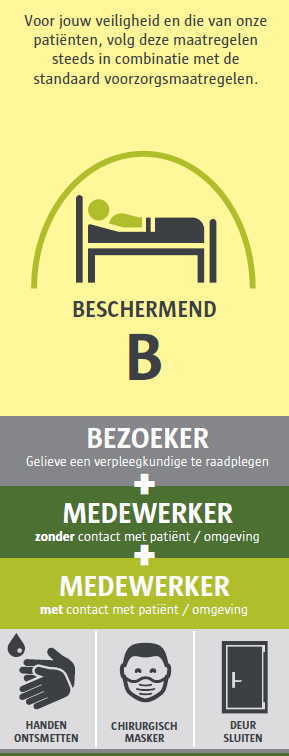 Voor jouw veiligheid en die van onze
patiënten, volg deze maatregelen
steeds in combinatie met de
standaard voorzorgsmaatregelen.
BESCHERMEND
B
BEZOEKER
Gelieve een verpleegkundige te raadplegen
MEDEWERKER
zonder contact met patiënt / omgeving
MEDEWERKER
met contact met patiënt / omgeving
HANDEN
ONTSMETTEN
CHIRURGISCH
MASKER
DEUR
SLUITEN